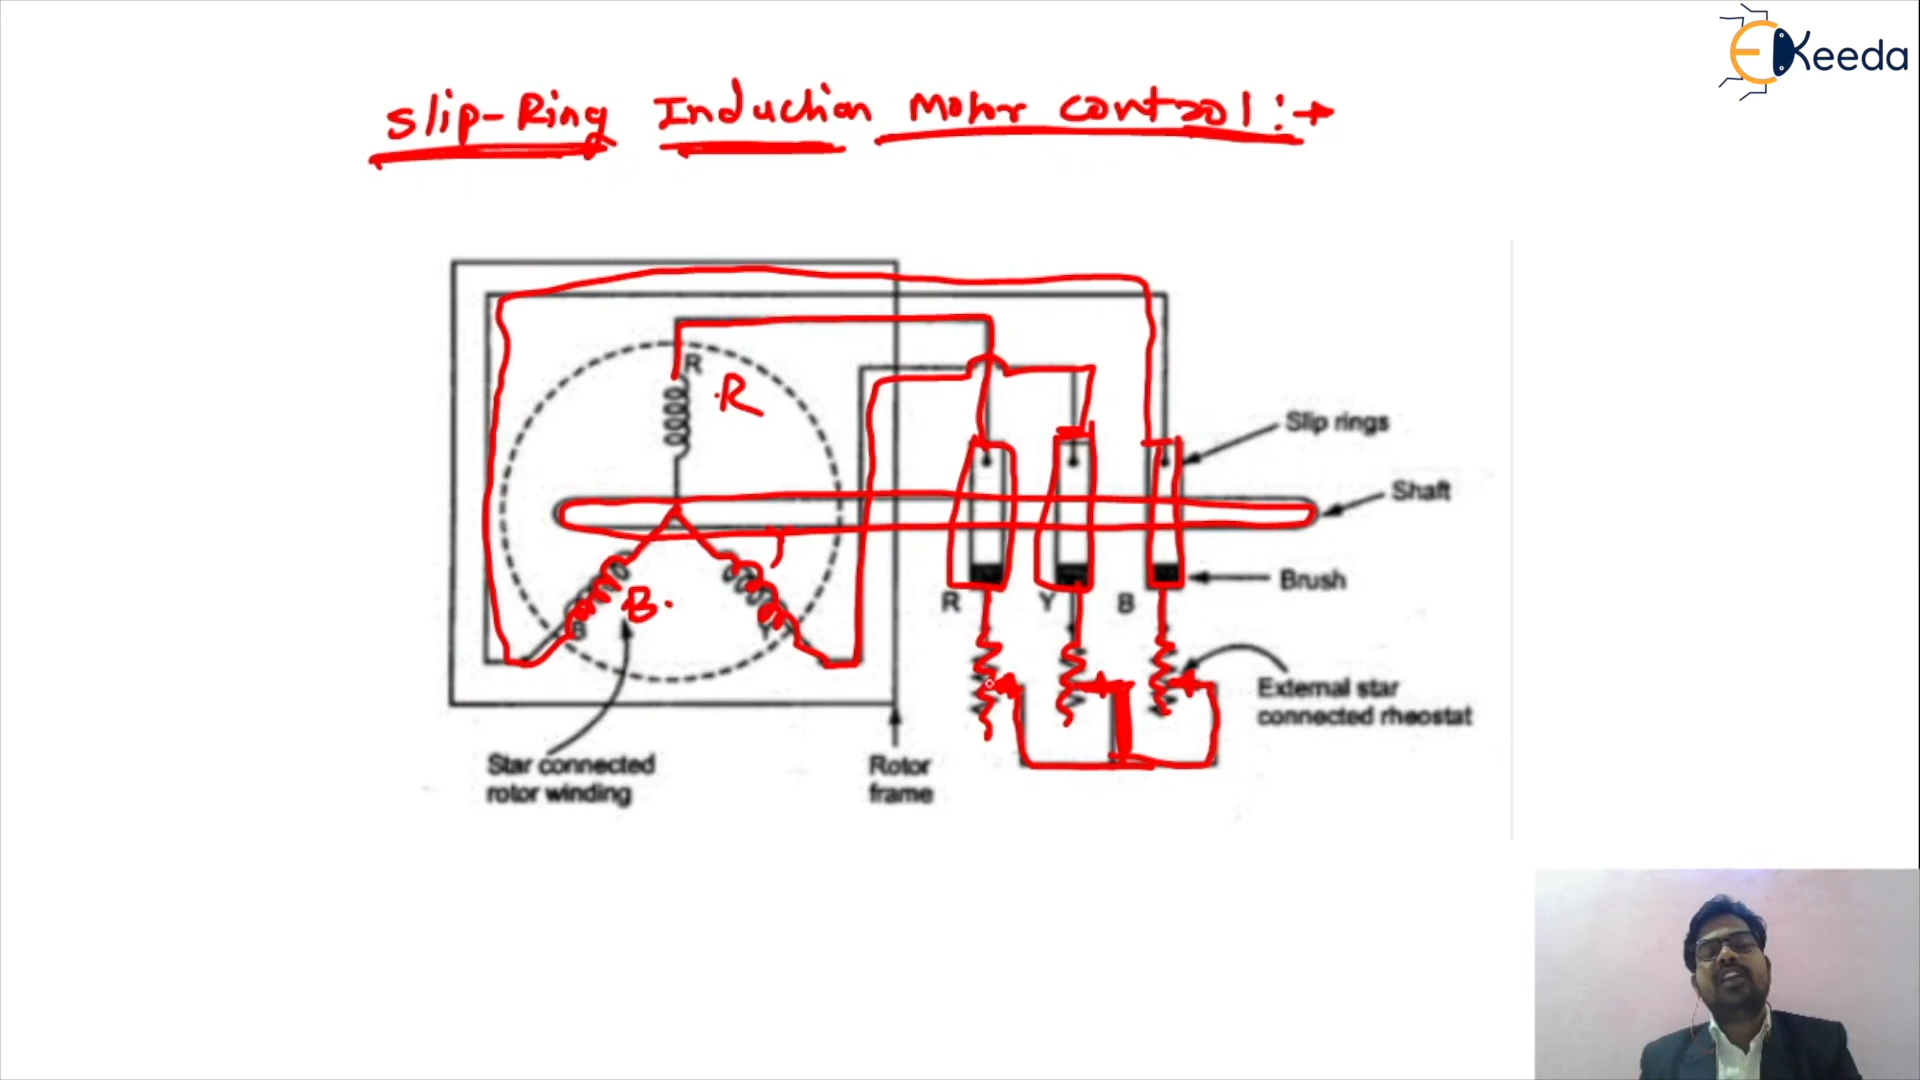 EKeeda
Slip-Ring Induction Motor control:→
R
R
Slip rings
Shaft
Y
Brush
B
B
Y
R Y B
External star
connected rheostat
Star connected
rotor winding
Rotor
frame